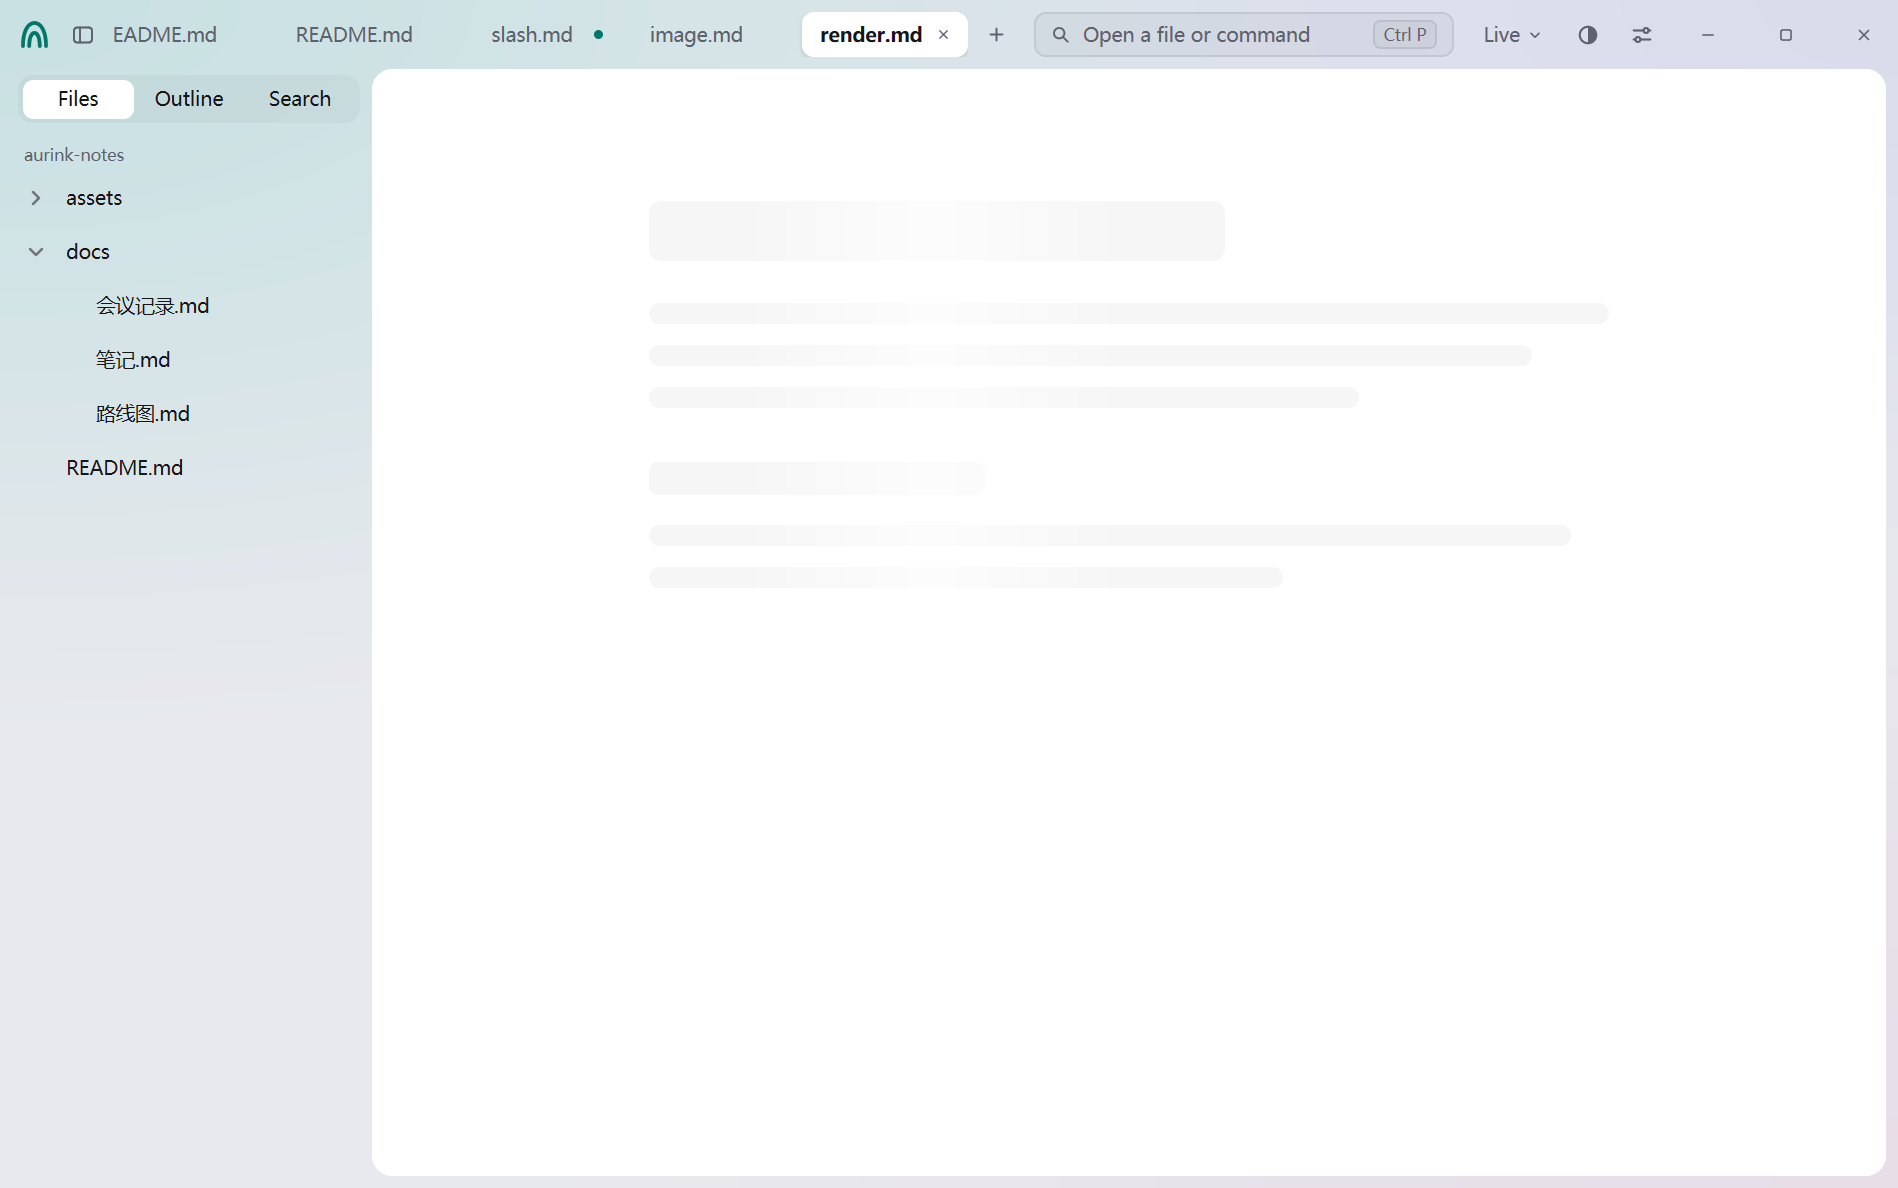 EADME.md README.md slash.md image.md render.md Open a file or command Ctrl P Live
Files Outline Search
aurink-notes
assets
docs
会议记录.md
笔记.md
路线图.md
README.md